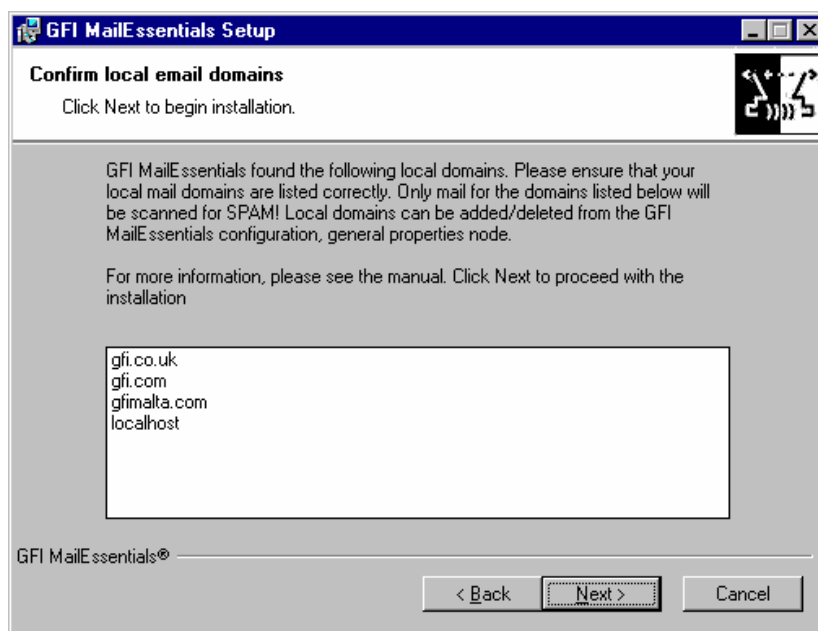 GFI MailEssentials Setup
Confirm local email domains
Click Next to begin installation.
GFI MailEssentials found the following local domains. Please ensure that your
local mail domains are listed correctly. Only mail for the domains listed below will
be scanned for SPAM! Local domains can be added/deleted from the GFI
MailEssentials configuration, general properties node.
For more information, please see the manual. Click Next to proceed with the
installation
gfi.co.uk
gfi.com
gfimalta.com
localhost
GFI MailEssentials®
< Back
Next >
Cancel